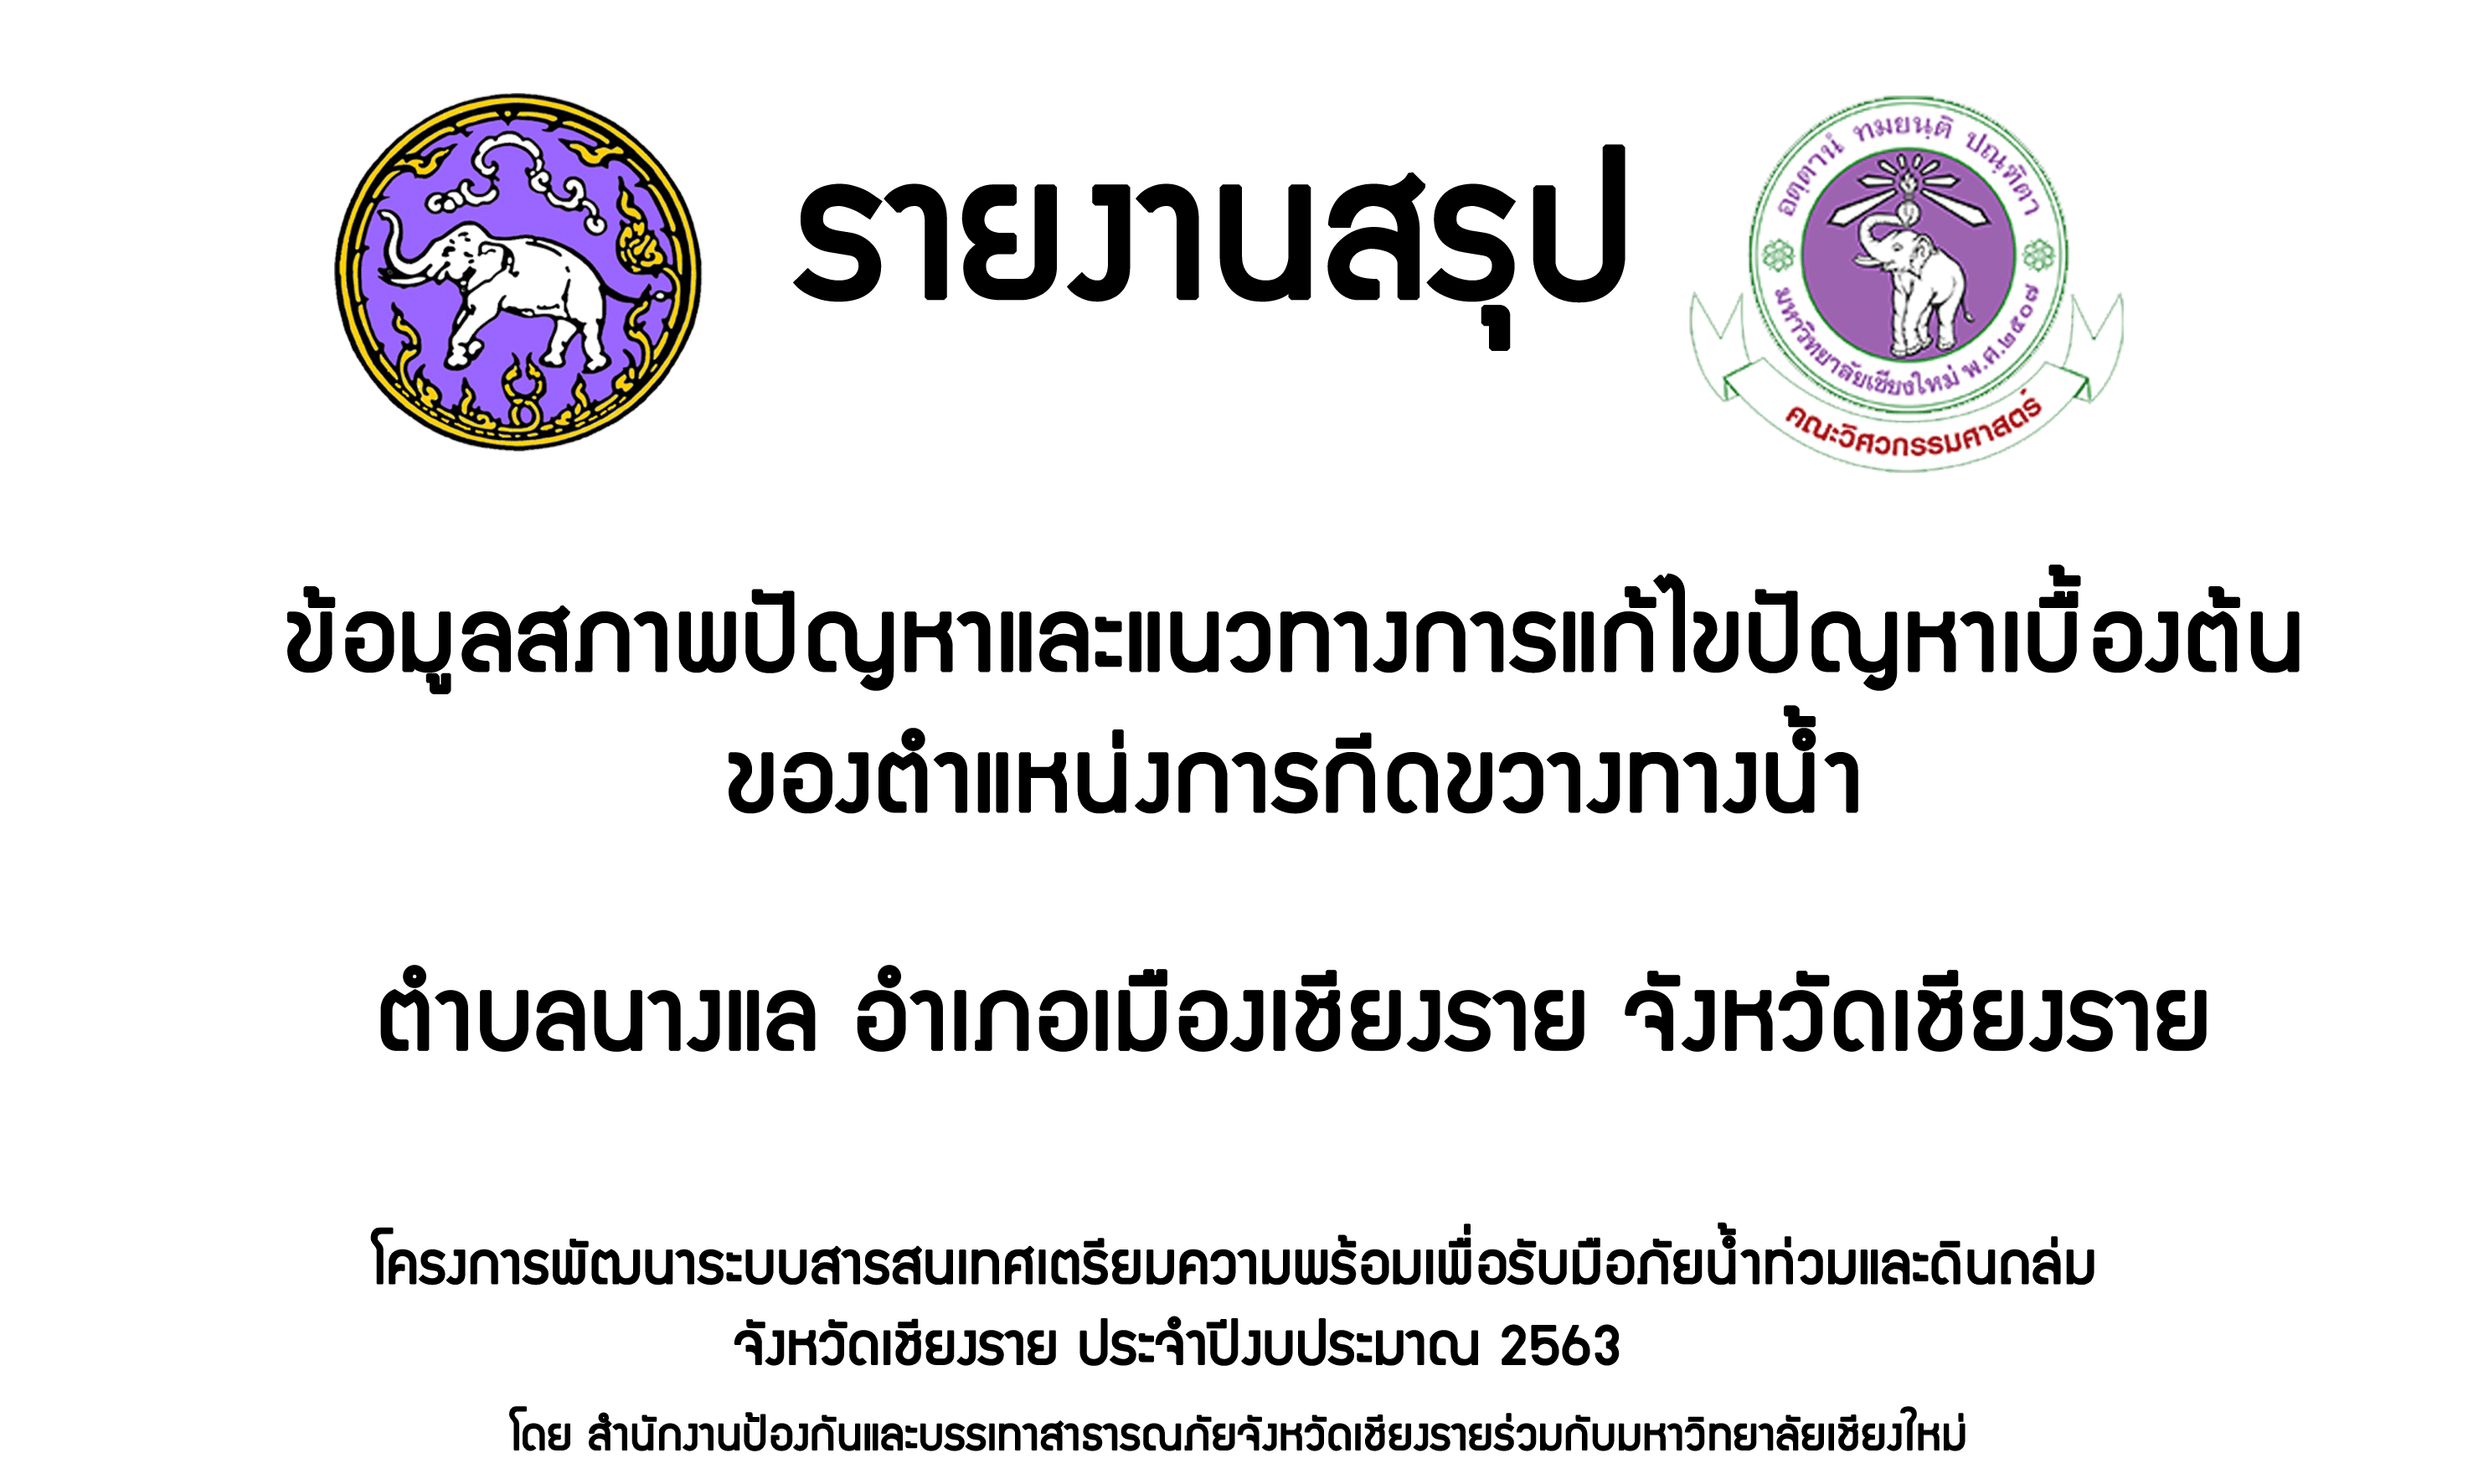 รายงานสรุป
อตฺตานํ ทมยนฺติ ปณฺฑิตา
มหาวิทยาลัยเชียงใหม่ พ.ศ.๒๕๐๗
คณะวิศวกรรมศาสตร์
ข้อมูลสภาพปัญหาและแนวทางการแก้ไขปัญหาเบื้องต้น
ของตำแหน่งการกีดขวางทางน้ำ
ตำบลนางแล อำเภอเมืองเชียงราย จังหวัดเชียงราย
โครงการพัฒนาระบบสารสนเทศเตรียมความพร้อมเพื่อรับมือภัยน้ำท่วมและดินถล่ม
จังหวัดเชียงราย ประจำปีงบประมาณ 2563
โดย สำนักงานป้องกันและบรรเทาสาธารณภัยจังหวัดเชียงรายร่วมกับมหาวิทยาลัยเชียงใหม่